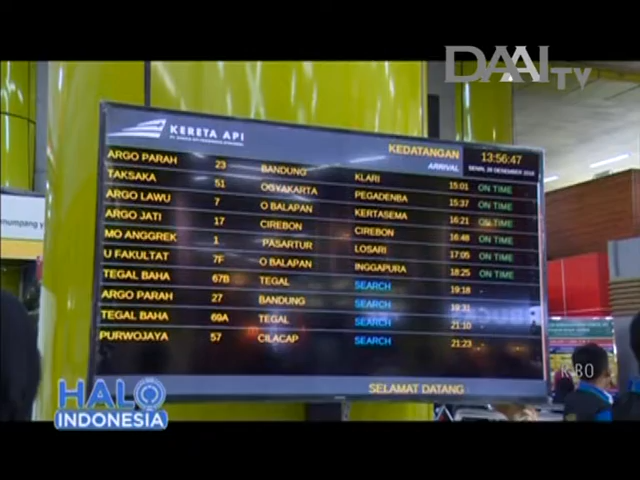 DAAI TV
KERETA API
KEDATANGAN
ARRIVAL
13:56:47
ARGO PARAH 23 BANDUNG KLARI 15:01 ON TIME
TAKSAKA 51 OGYAKARTA PEGADENBA 15:37 ON TIME
ARGO LAWU 7 O BALAPAN KERTASEMA 16:21 ON TIME
ARGO JATI 17 CIREBON CIREBON 16:48 ON TIME
MO ANGGREK 1 PASARTUR LOSARI 17:05 ON TIME
U FAKULTAT 7F O BALAPAN INGGAPURA 18:25 ON TIME
TEGAL BAHA 67B TEGAL SEARCH 19:18
ARGO PARAH 27 BANDUNG SEARCH 19:31
TEGAL BAHA 69A TEGAL SEARCH 21:10
PURWOJAYA 57 CILACAP SEARCH 21:23
SELAMAT DATANG
HALO
INDONESIA